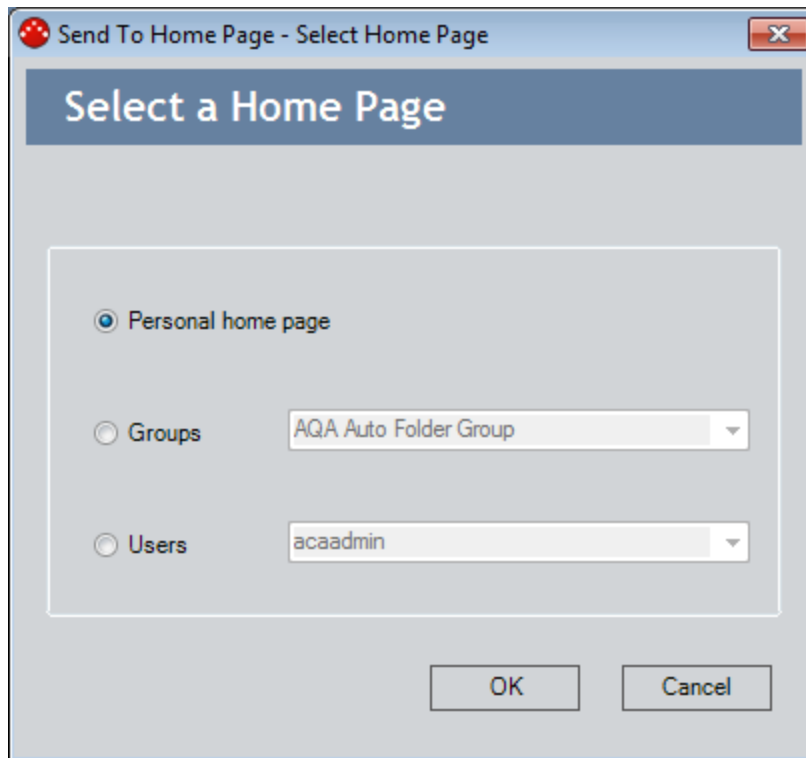 Send To Home Page - Select Home Page
Select a Home Page
Personal home page
Groups AQA Auto Folder Group
Users acaadmin
OK Cancel